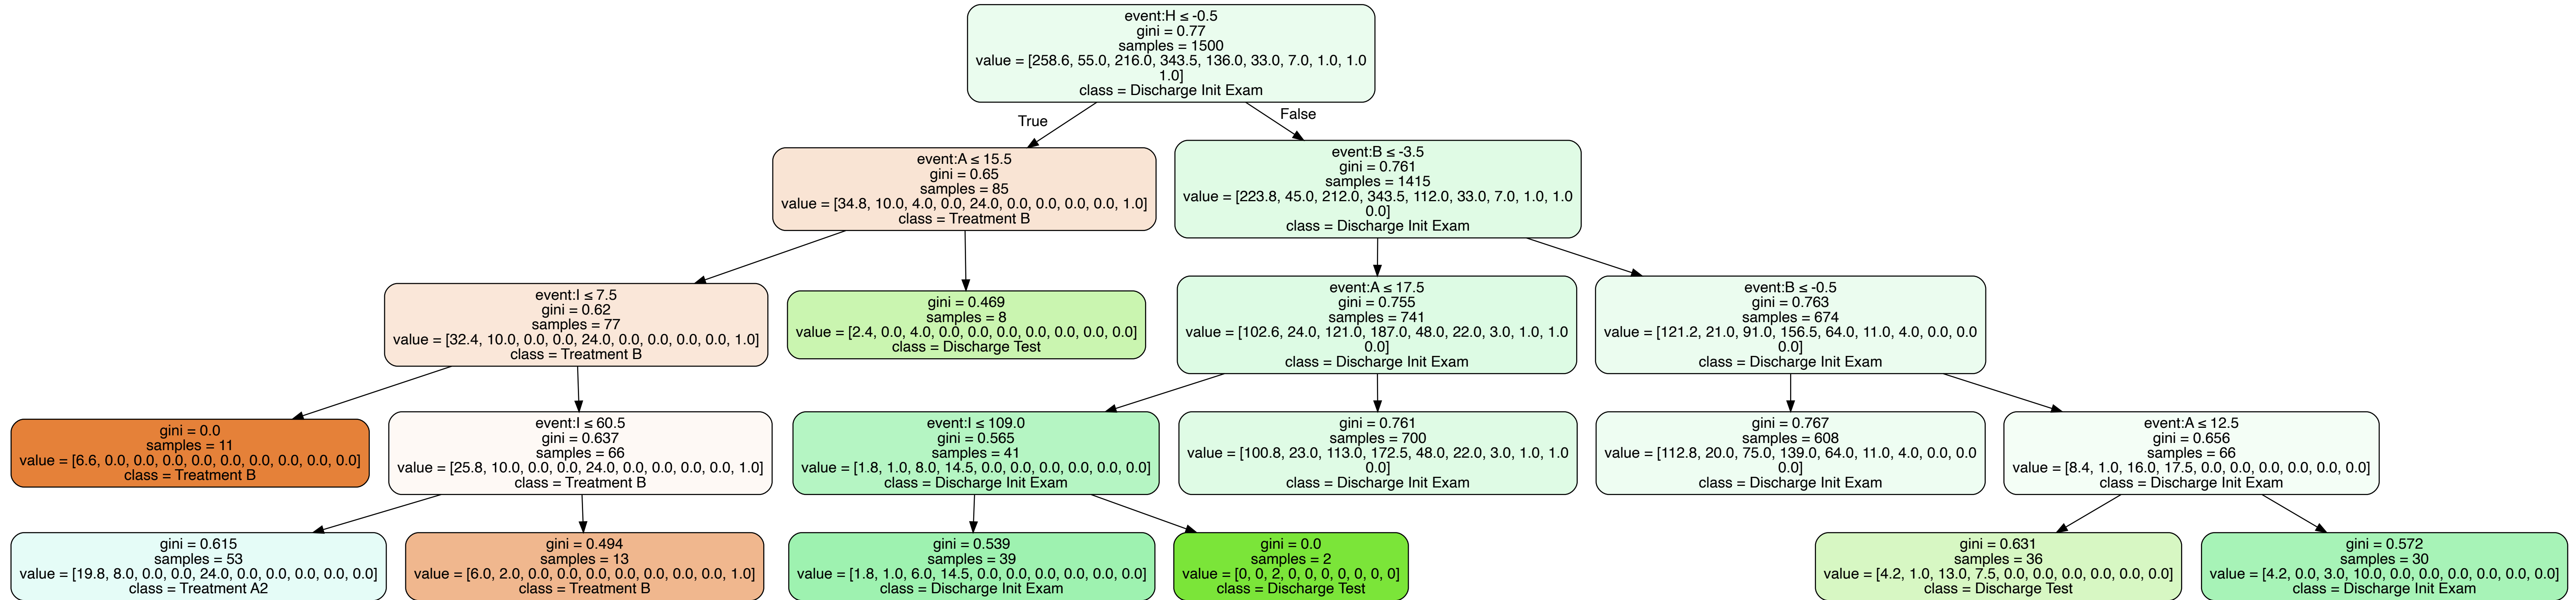 event:H ≤ -0.5
gini = 0.77
samples = 1500
value = [258.6, 55.0, 216.0, 343.5, 136.0, 33.0, 7.0, 1.0, 1.0
1.0]
class = Discharge Init Exam
True
False
event:A ≤ 15.5
gini = 0.65
samples = 85
value = [34.8, 10.0, 4.0, 0.0, 24.0, 0.0, 0.0, 0.0, 0.0, 1.0]
class = Treatment B
event:B ≤ -3.5
gini = 0.761
samples = 1415
value = [223.8, 45.0, 212.0, 343.5, 112.0, 33.0, 7.0, 1.0, 1.0
0.0]
class = Discharge Init Exam
event:I ≤ 7.5
gini = 0.62
samples = 77
value = [32.4, 10.0, 0.0, 0.0, 24.0, 0.0, 0.0, 0.0, 0.0, 1.0]
class = Treatment B
gini = 0.469
samples = 8
value = [2.4, 0.0, 4.0, 0.0, 0.0, 0.0, 0.0, 0.0, 0.0, 0.0]
class = Discharge Test
event:A ≤ 17.5
gini = 0.755
samples = 741
value = [102.6, 24.0, 121.0, 187.0, 48.0, 22.0, 3.0, 1.0, 1.0
0.0]
class = Discharge Init Exam
event:B ≤ -0.5
gini = 0.763
samples = 674
value = [121.2, 21.0, 91.0, 156.5, 64.0, 11.0, 4.0, 0.0, 0.0
0.0]
class = Discharge Init Exam
gini = 0.0
samples = 11
value = [6.6, 0.0, 0.0, 0.0, 0.0, 0.0, 0.0, 0.0, 0.0, 0.0]
class = Treatment B
event:I ≤ 60.5
gini = 0.637
samples = 66
value = [25.8, 10.0, 0.0, 0.0, 24.0, 0.0, 0.0, 0.0, 0.0, 1.0]
class = Treatment B
event:I ≤ 109.0
gini = 0.565
samples = 41
value = [1.8, 1.0, 8.0, 14.5, 0.0, 0.0, 0.0, 0.0, 0.0, 0.0]
class = Discharge Init Exam
gini = 0.761
samples = 700
value = [100.8, 23.0, 113.0, 172.5, 48.0, 22.0, 3.0, 1.0, 1.0
0.0]
class = Discharge Init Exam
gini = 0.767
samples = 608
value = [112.8, 20.0, 75.0, 139.0, 64.0, 11.0, 4.0, 0.0, 0.0
0.0]
class = Discharge Init Exam
event:A ≤ 12.5
gini = 0.656
samples = 66
value = [8.4, 1.0, 16.0, 17.5, 0.0, 0.0, 0.0, 0.0, 0.0, 0.0]
class = Discharge Init Exam
gini = 0.615
samples = 53
value = [19.8, 8.0, 0.0, 0.0, 24.0, 0.0, 0.0, 0.0, 0.0, 0.0]
class = Treatment A2
gini = 0.494
samples = 13
value = [6.0, 2.0, 0.0, 0.0, 0.0, 0.0, 0.0, 0.0, 0.0, 1.0]
class = Treatment B
gini = 0.539
samples = 39
value = [1.8, 1.0, 6.0, 14.5, 0.0, 0.0, 0.0, 0.0, 0.0, 0.0]
class = Discharge Init Exam
gini = 0.0
samples = 2
value = [0, 0, 2, 0, 0, 0, 0, 0, 0, 0]
class = Discharge Test
gini = 0.631
samples = 36
value = [4.2, 1.0, 13.0, 7.5, 0.0, 0.0, 0.0, 0.0, 0.0, 0.0]
class = Discharge Test
gini = 0.572
samples = 30
value = [4.2, 0.0, 3.0, 10.0, 0.0, 0.0, 0.0, 0.0, 0.0, 0.0]
class = Discharge Init Exam